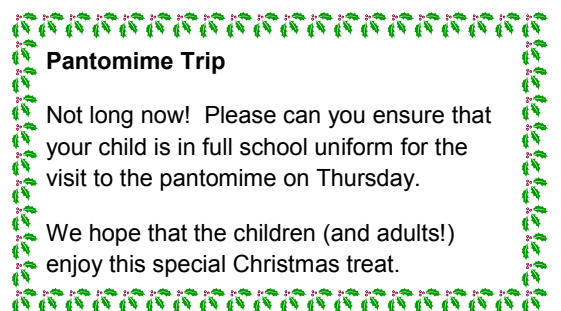 Pantomime Trip
Not long now!  Please can you ensure that
your child is in full school uniform for the
visit to the pantomime on Thursday.
We hope that the children (and adults!)
enjoy this special Christmas treat.